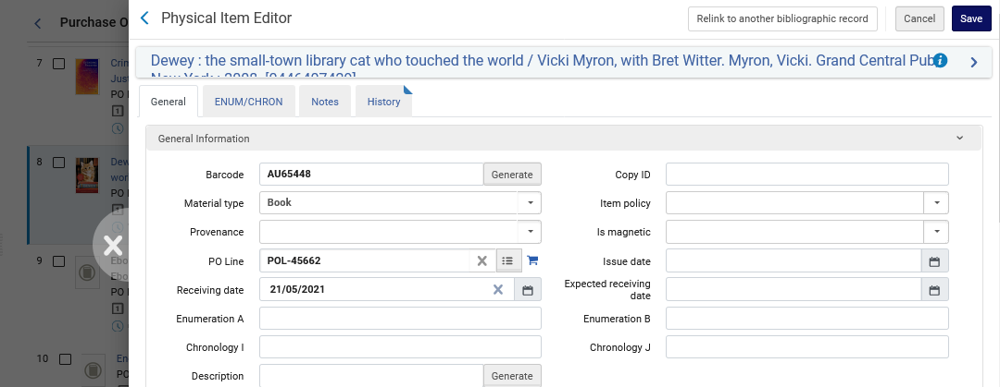 Purchase O
Physical Item Editor
Relink to another bibliographic record
Cancel
Save
Dewey : the small-town library cat who touched the world / Vicki Myron, with Bret Witter. Myron, Vicki. Grand Central Pub
General
ENUM/CHRON
Notes
History
General Information
7
Crim
Just
PO
1
8
Dew
wor
PO
1
9
Ebo
Ebo
PO
1
10
En
PO
Barcode
AU65448
Generate
Copy ID
Material type
Book
Item policy
Provenance
Is magnetic
PO Line
POL-45662
Issue date
Receiving date
21/05/2021
Expected receiving
date
Enumeration A
Enumeration B
Chronology I
Chronology J
Description
Generate